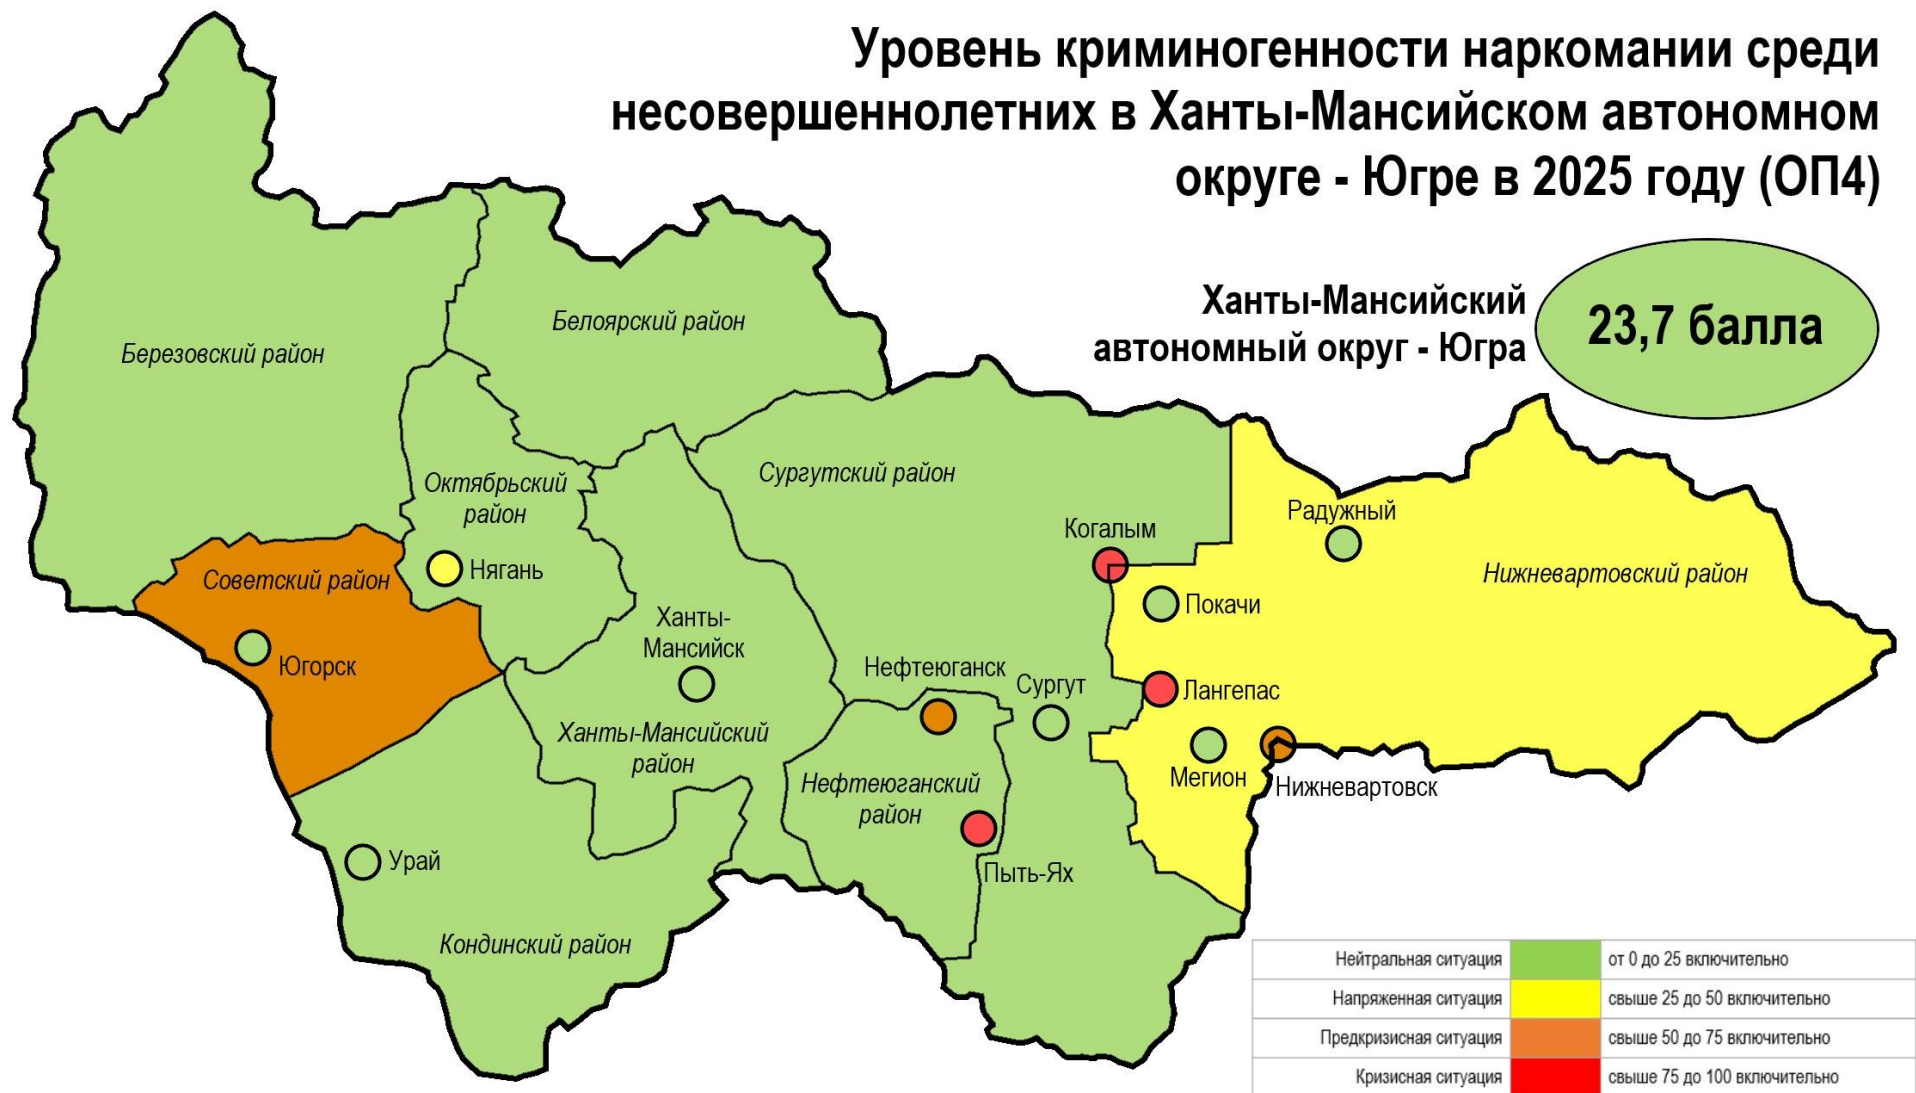 Уровень криминогенности наркомании среди
несовершеннолетних в Ханты-Мансийском автономном
округе - Югре в 2025 году (ОП4)
Ханты-Мансийский
автономный округ - Югра
23,7 балла
Белоярский район
Березовский район
Сургутский район
Октябрьский
район
Когалым
Радужный
Нягань
Советский район
Нижневартовский район
Покачи
Ханты-
Мансийск
Югорск
Нефтеюганск
Сургут
Лангепас
Ханты-Мансийский
район
Мегион
Нижневартовск
Нефтеюганский
район
Урай
Пыть-Ях
Кондинский район
Нейтральная ситуация от 0 до 25 включительно
Напряженная ситуация свыше 25 до 50 включительно
Предкризисная ситуация свыше 50 до 75 включительно
Кризисная ситуация свыше 75 до 100 включительно